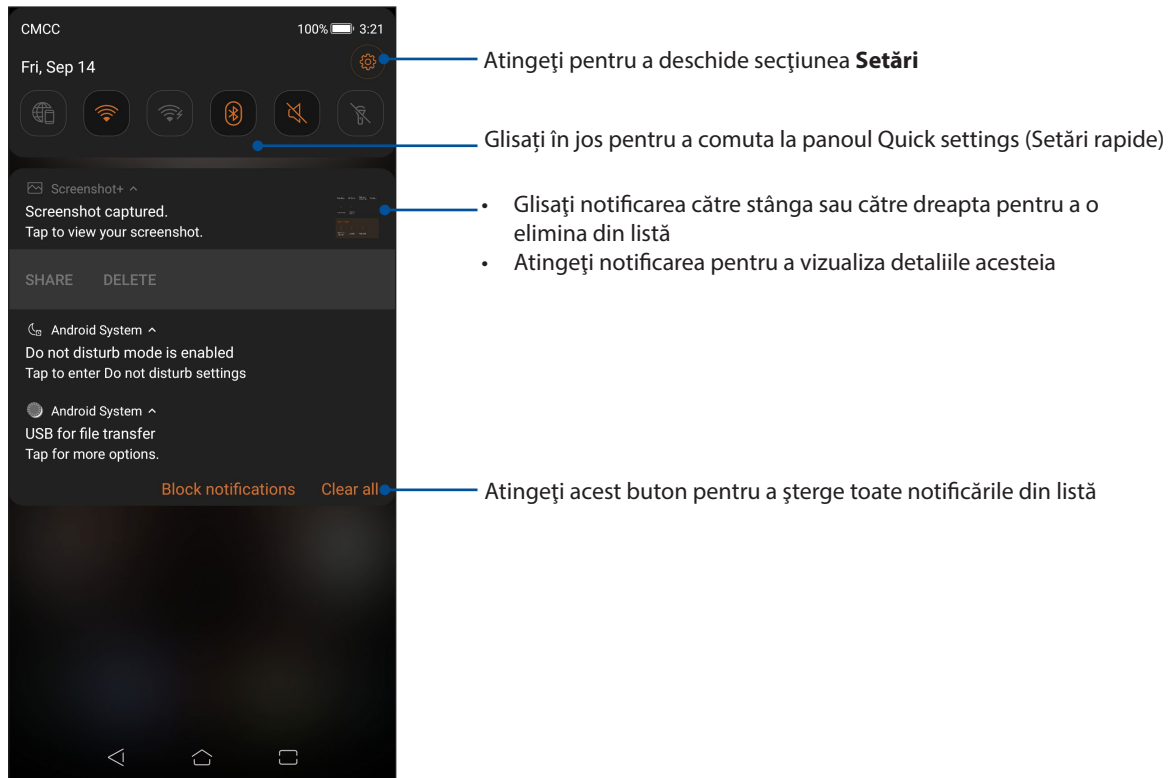 CMCC 100% 3:21
Fri, Sep 14
Atingeţi pentru a deschide secţiunea Setări
Glisați în jos pentru a comuta la panoul Quick settings (Setări rapide)
Screenshot+
Screenshot captured.
Tap to view your screenshot.
• Glisaţi notificarea către stânga sau către dreapta pentru a o
elimina din listă
• Atingeţi notificarea pentru a vizualiza detaliile acesteia
SHARE DELETE
Android System
Do not disturb mode is enabled
Tap to enter Do not disturb settings
Android System
USB for file transfer
Tap for more options.
Block notifications Clear all
Atingeţi acest buton pentru a şterge toate notificările din listă